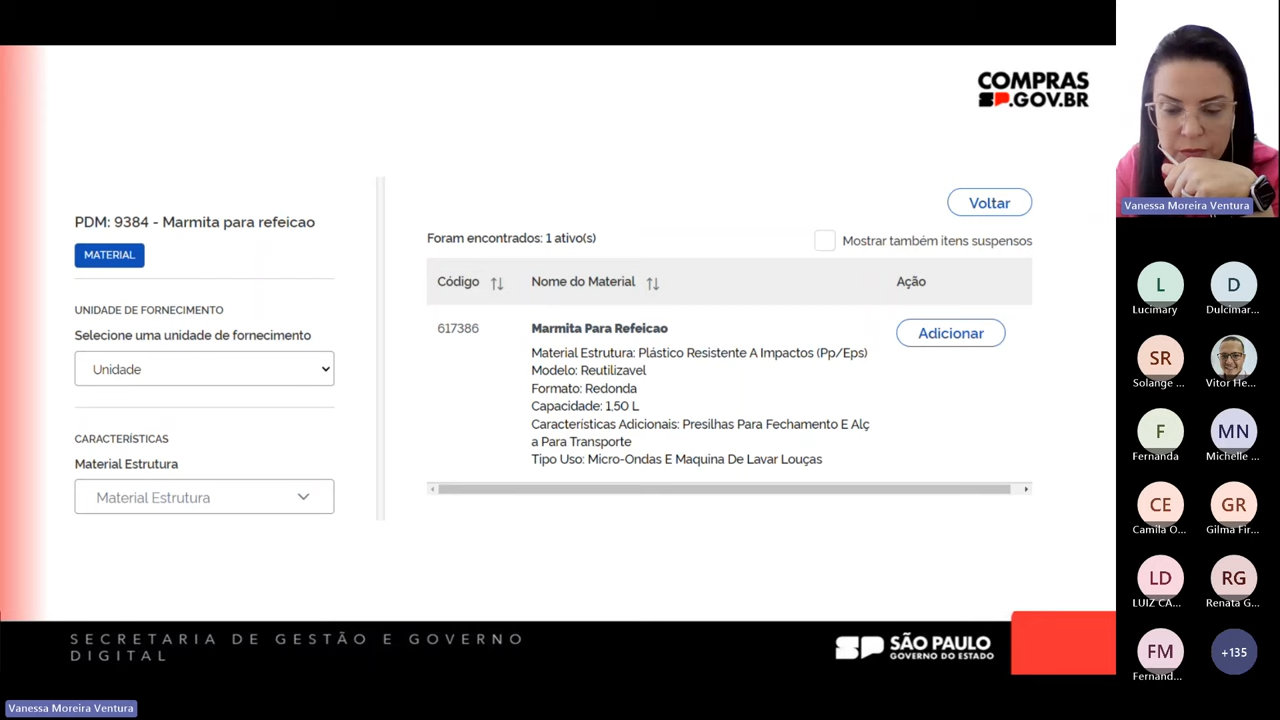 COMPRAS
SP.GOV.BR
PDM: 9384 - Marmita para refeicao
MATERIAL
UNIDADE DE FORNECIMENTO
Selecione uma unidade de fornecimento
Unidade
CARACTERÍSTICAS
Material Estrutura
Material Estrutura
Voltar
Foram encontrados: 1 ativo(s)
Mostrar também itens suspensos
Código Nome do Material Ação
617386 Marmita Para Refeicao Adicionar
Material Estrutura: Plástico Resistente A Impactos (Pp/Eps)
Modelo: Reutilizavel
Formato: Redonda
Capacidade: 1,50 L
Características Adicionais: Presilhas Para Fechamento E Alç
a Para Transporte
Tipo Uso: Micro-Ondas E Maquina De Lavar Louças
SECRETARIA DE GESTÃO E GOVERNO
DIGITAL
SP SÃO PAULO
GOVERNO DO ESTADO
Vanessa Moreira Ventura
L D
Lucimary Dulcimar...
SR
Solange ... Vitor He...
F MN
Fernanda Michelle ...
CE GR
Camila O... Gilma Fir...
LD RG
LUIZ CA... Renata G...
FM +135
Fernand...
Vanessa Moreira Ventura